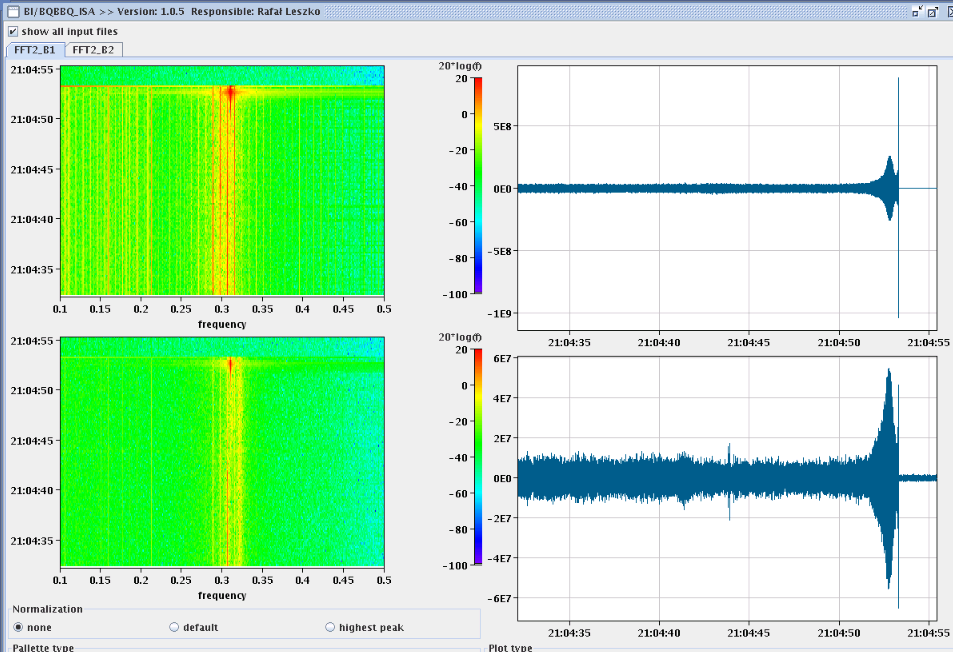 BI/BQBBQ_ISA >> Version: 1.0.5 Responsible: Rafał Leszko
show all input files
FFT2_B1 FFT2_B2
21:04:55
21:04:50
21:04:45
21:04:40
21:04:35
0.1 0.15 0.2 0.25 0.3 0.35 0.4 0.45 0.5
frequency
20*log(f)
20
0
-20
-40
-60
-80
-100
5E8
0E0
-5E8
-1E9
21:04:35 21:04:40 21:04:45 21:04:50 21:04:55
21:04:55
21:04:50
21:04:45
21:04:40
21:04:35
0.1 0.15 0.2 0.25 0.3 0.35 0.4 0.45 0.5
frequency
20*log(f)
20
0
-20
-40
-60
-80
-100
6E7
4E7
2E7
0E0
-2E7
-4E7
-6E7
21:04:35 21:04:40 21:04:45 21:04:50 21:04:55
Normalization
none default highest peak
Pallette type Plot type